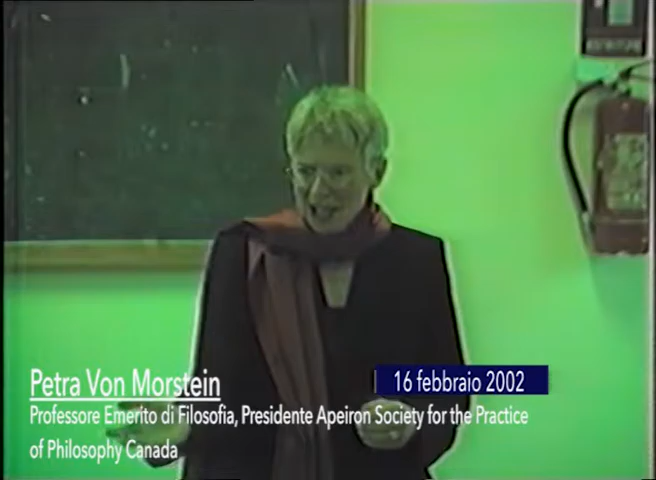 Petra Von Morstein
16 febbraio 2002
Professore Emerito di Filosofia, Presidente Apeiron Society for the Practice
of Philosophy Canada